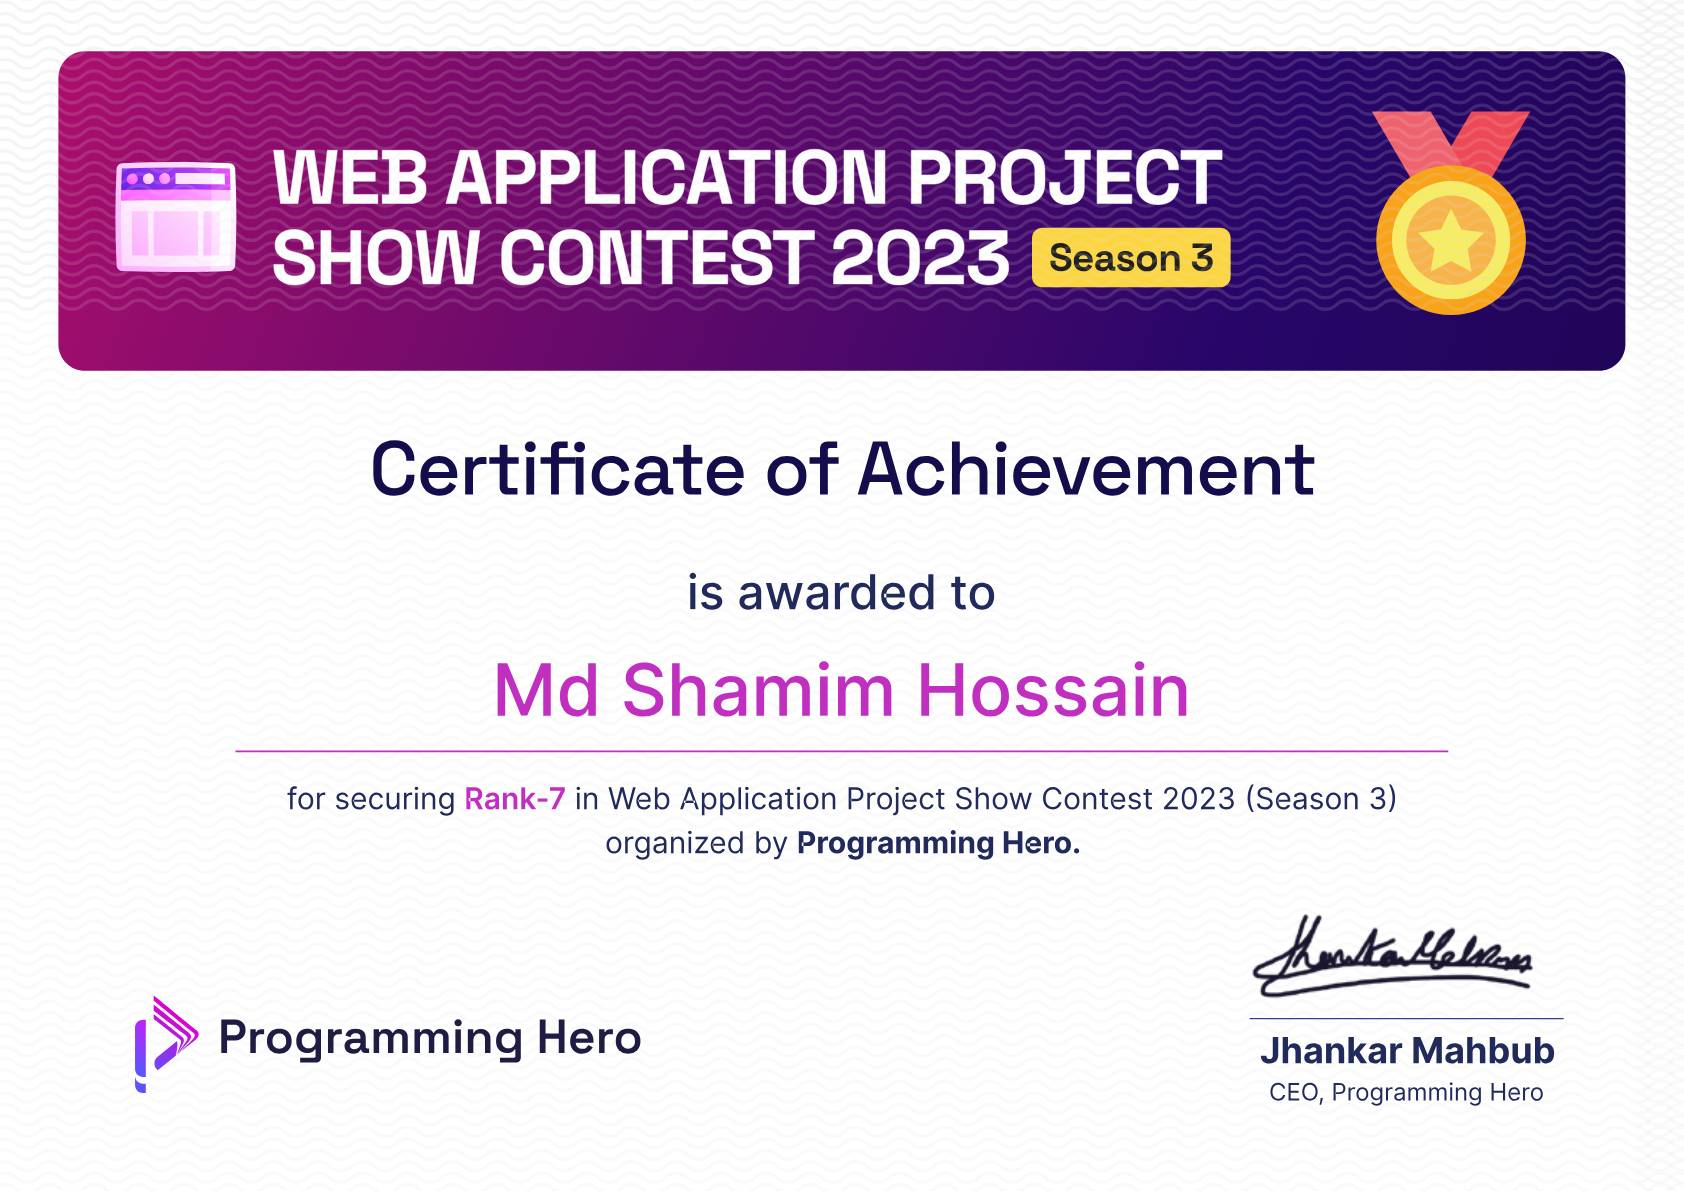 WEB APPLICATION PROJECT
SHOW CONTEST 2023 Season 3
Certificate of Achievement
is awarded to
Md Shamim Hossain
for securing Rank-7 in Web Application Project Show Contest 2023 (Season 3)
organized by Programming Hero.
Programming Hero
Jhankar Mahbub
Jhankar Mahbub
CEO, Programming Hero